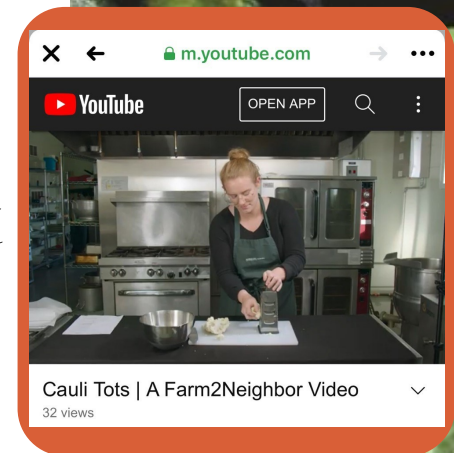 m.youtube.com
YouTube
OPEN APP
Cauli Tots | A Farm2Neighbor Video
32 views